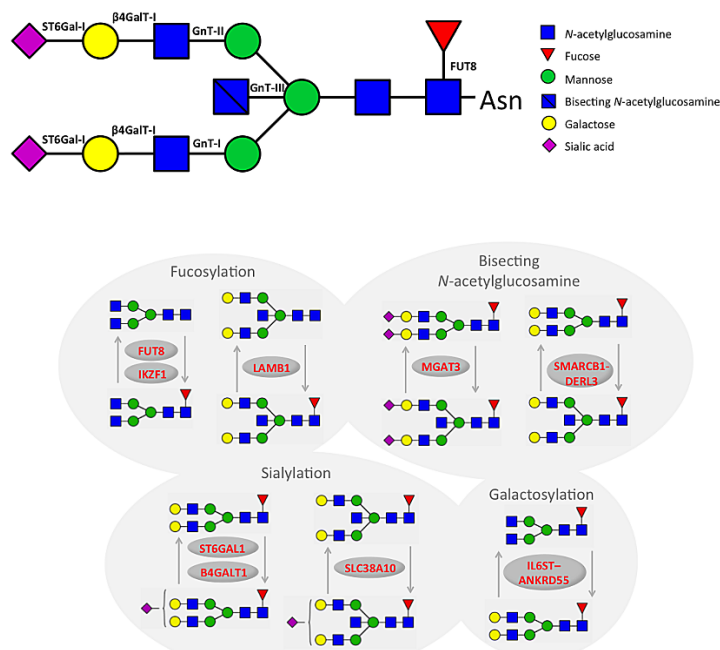 ST6Gal-I β4GalT-I GnT-II
GnT-III
ST6Gal-I β4GalT-I GnT-I
FUT8
Asn
N-acetylglucosamine
Fucose
Mannose
Bisecting N-acetylglucosamine
Galactose
Sialic acid
Fucosylation
FUT8
IKZF1
LAMB1
Bisecting
N-acetylglucosamine
MGAT3
SMARCB1-
DERL3
Sialylation
ST6GAL1
B4GALT1
SLC38A10
Galactosylation
IL6ST–
ANKRD55